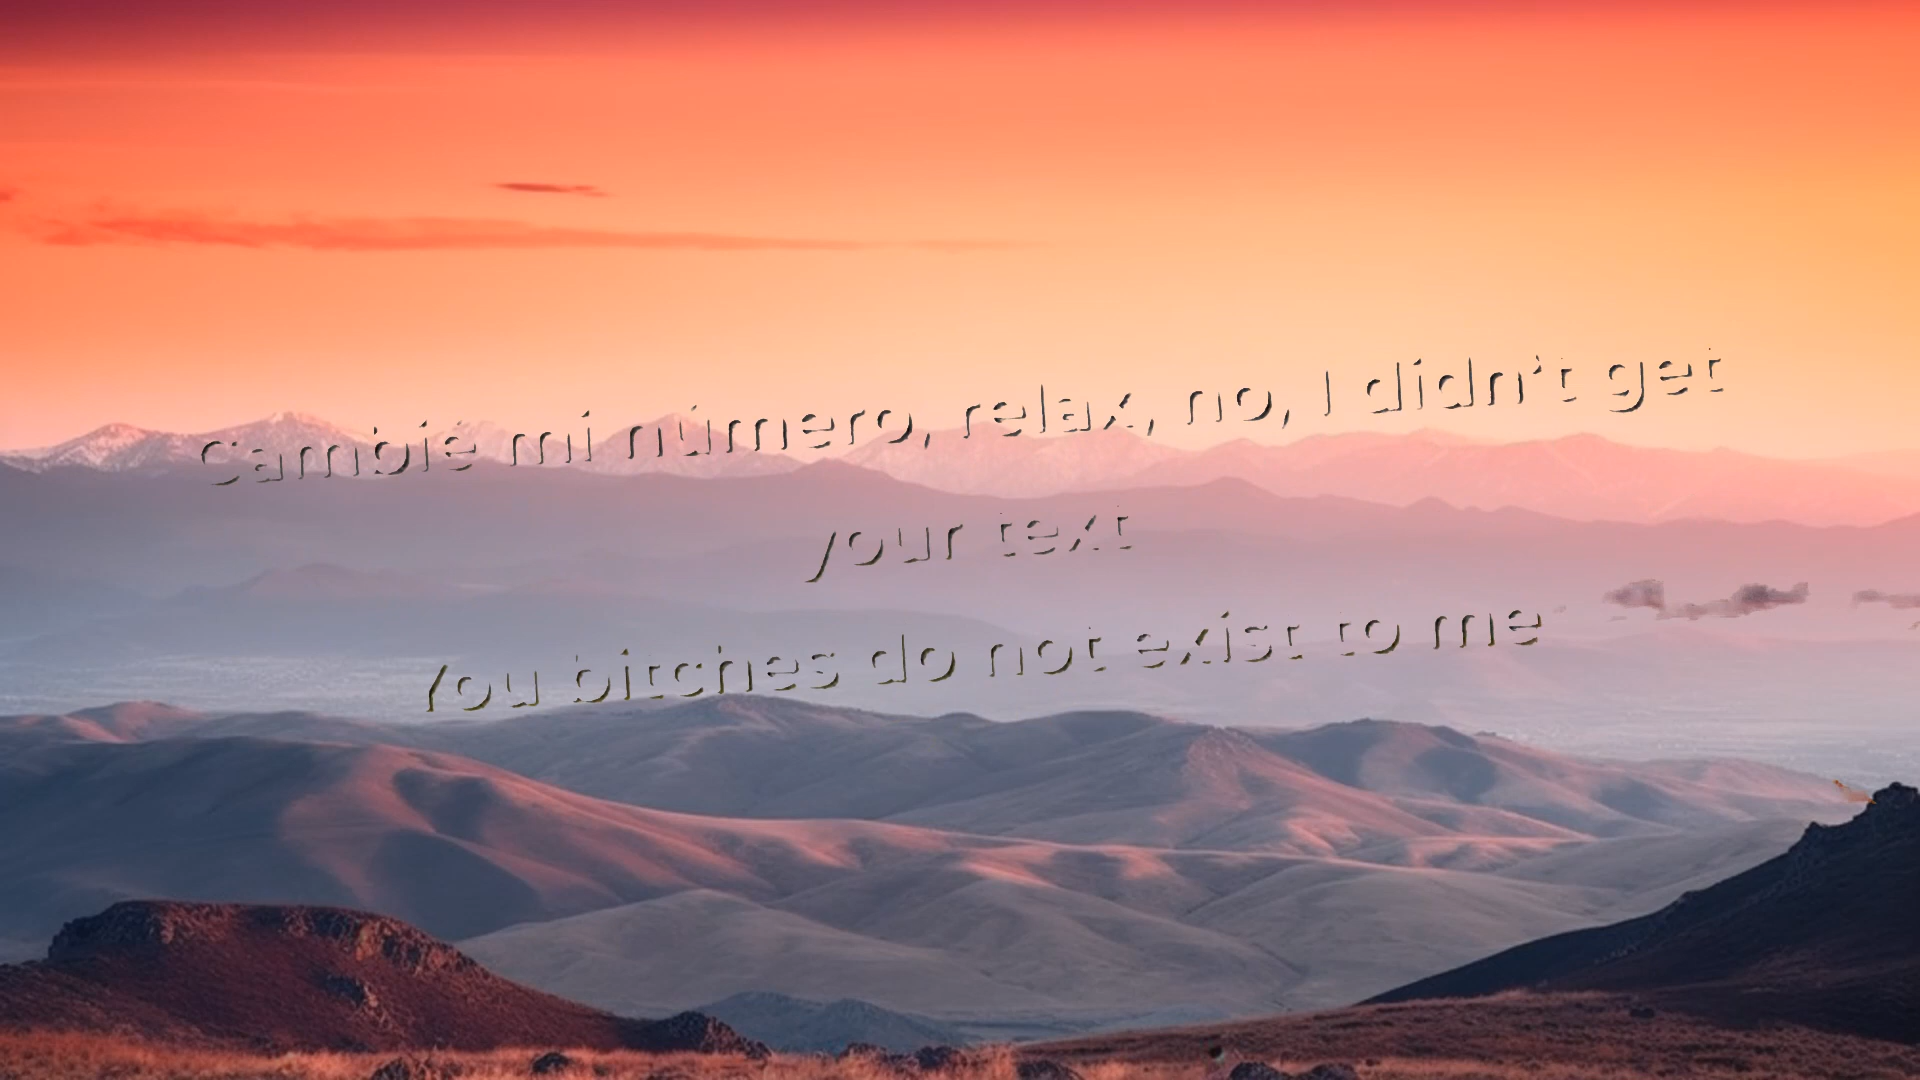 Cambié mi número, relax, no, I didn't get
your text
You bitches do not exist to me